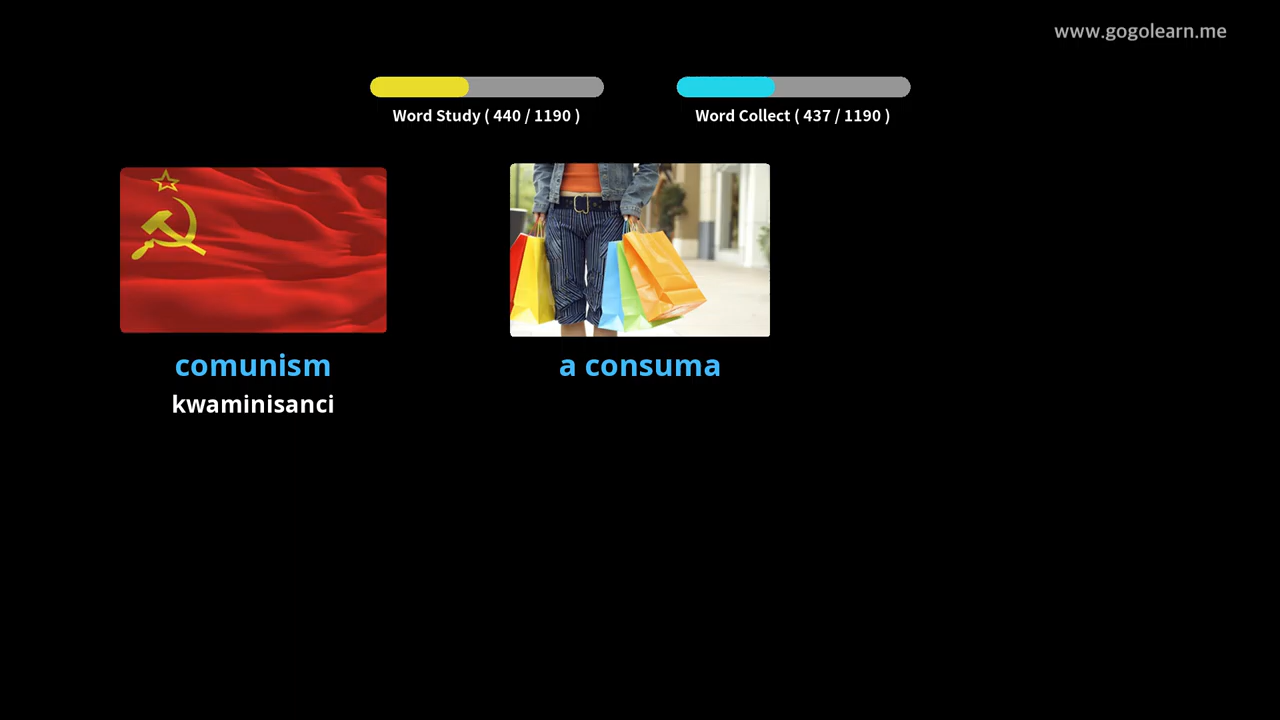 www.gogolearn.me
Word Study ( 440 / 1190 )
Word Collect ( 437 / 1190 )
comunism
kwaminisanci
a consuma